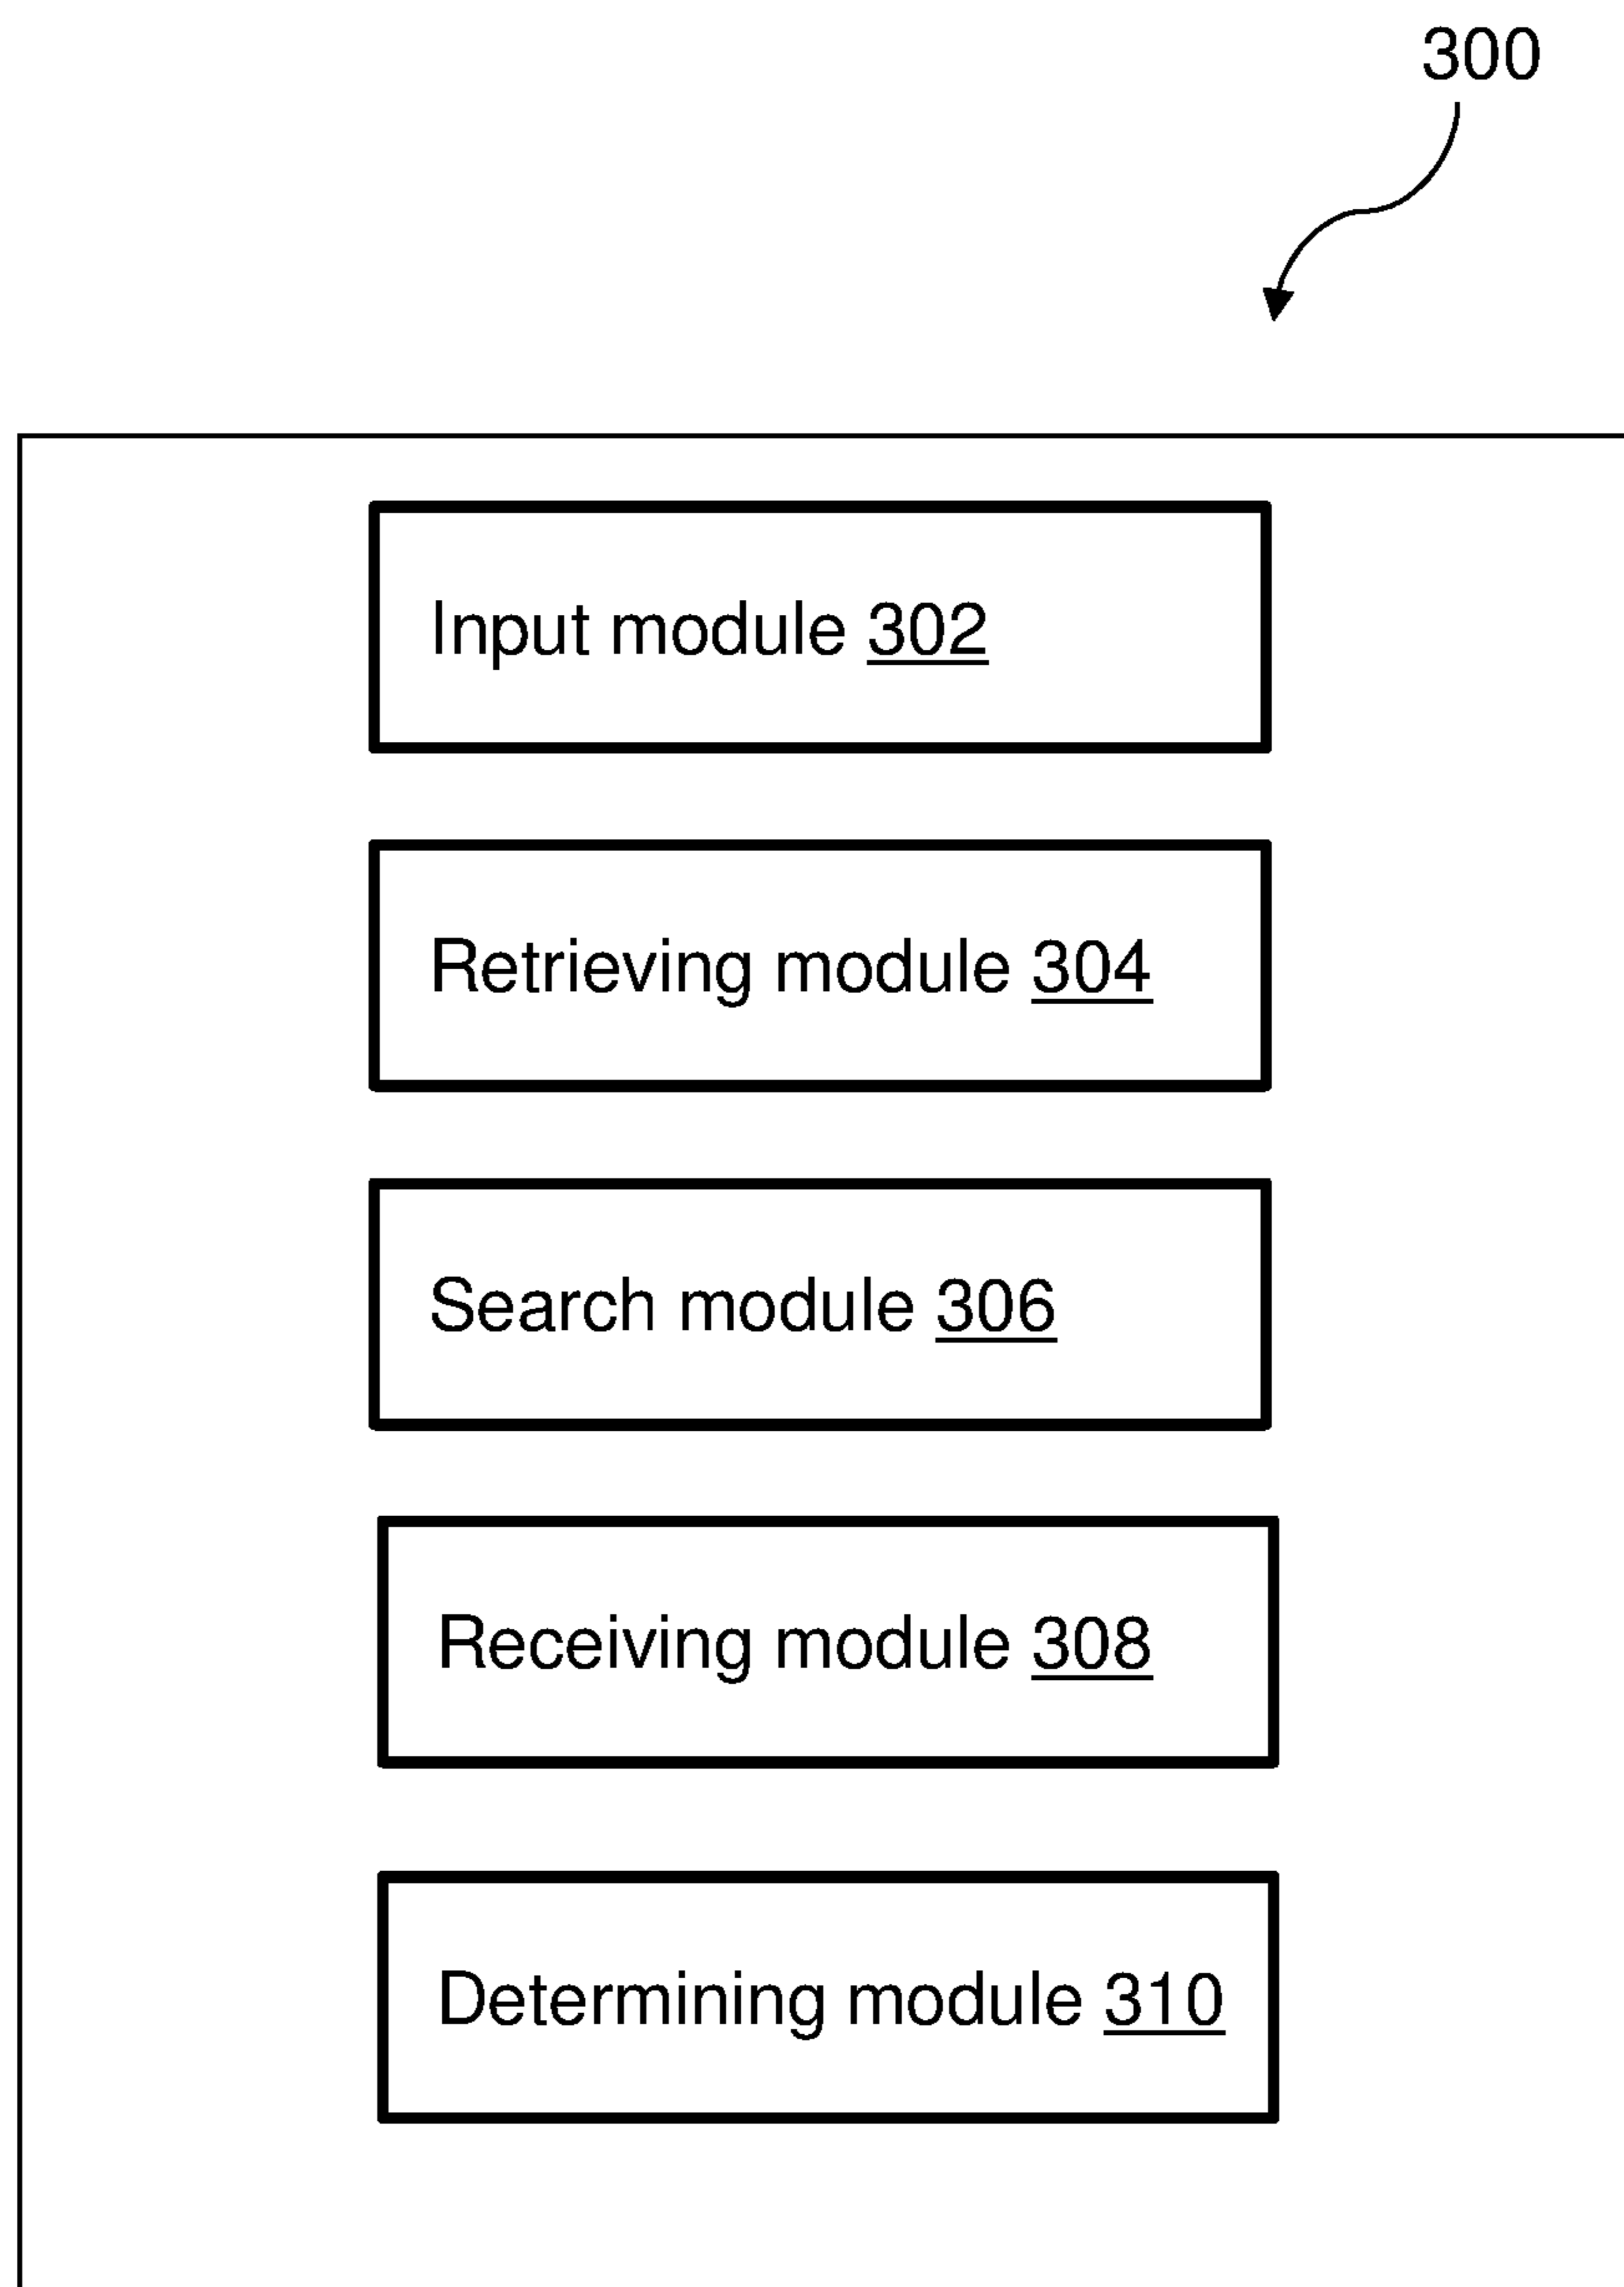 300
Input module 302
Retrieving module 304
Search module 306
Receiving module 308
Determining module 310